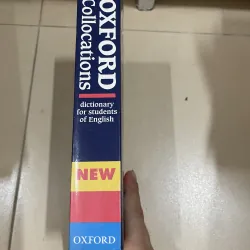 OXFORD
Collocations
dictionary
for students
of English
NEW
OXFORD